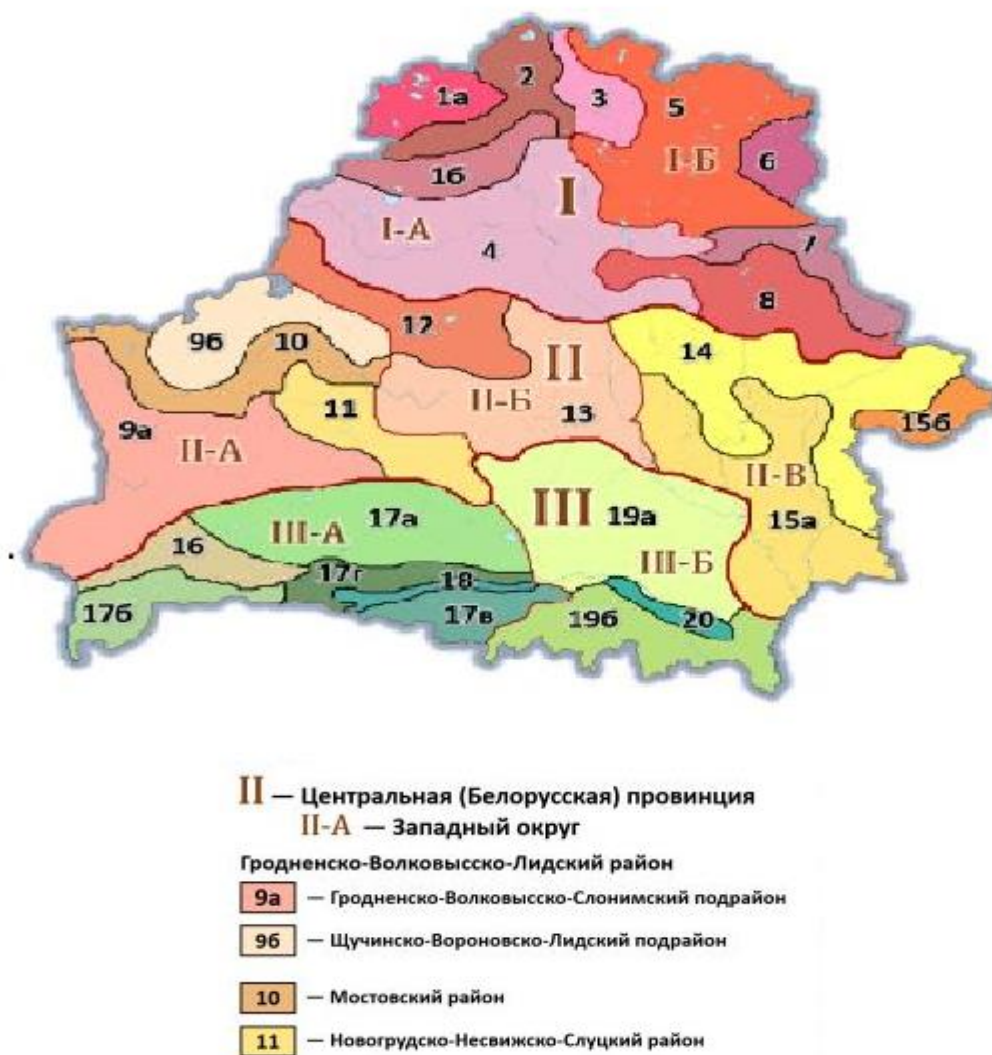 1а
2
3
5
6
I-Б
1б
I
7
I-А
4
8
12
14
9б
10
II
11
II-Б
13
15б
9а
II-А
II-В
III
17а
19а
15а
III-А
16
III-Б
17г
18
17б
17в
19б
20
II — Центральная (Белорусская) провинция
II-А — Западный округ
Гродненско-Волковысско-Лидский район
9а — Гродненско-Волковысско-Слонимский подрайон
9б — Щучинско-Вороновско-Лидский подрайон
10 — Мостовский район
11 — Новогрудско-Несвижско-Слуцкий район